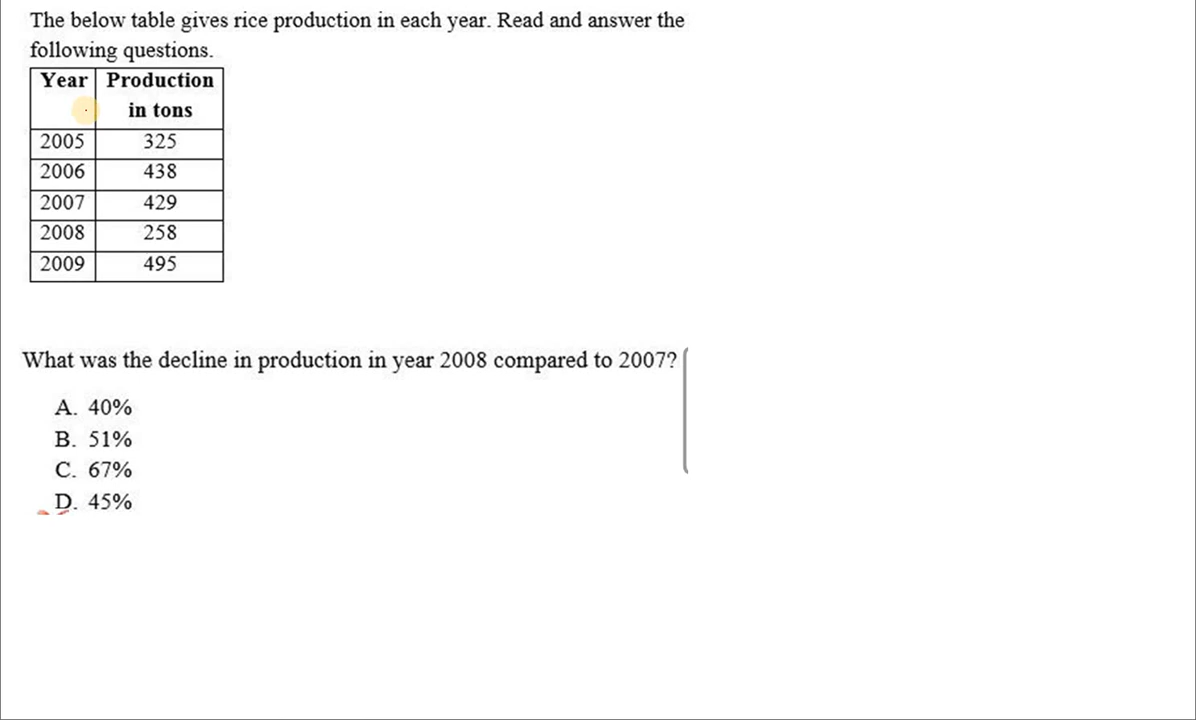 The below table gives rice production in each year. Read and answer the
following questions.
Year Production
in tons
2005 325
2006 438
2007 429
2008 258
2009 495
What was the decline in production in year 2008 compared to 2007?
A. 40%
B. 51%
C. 67%
D. 45%